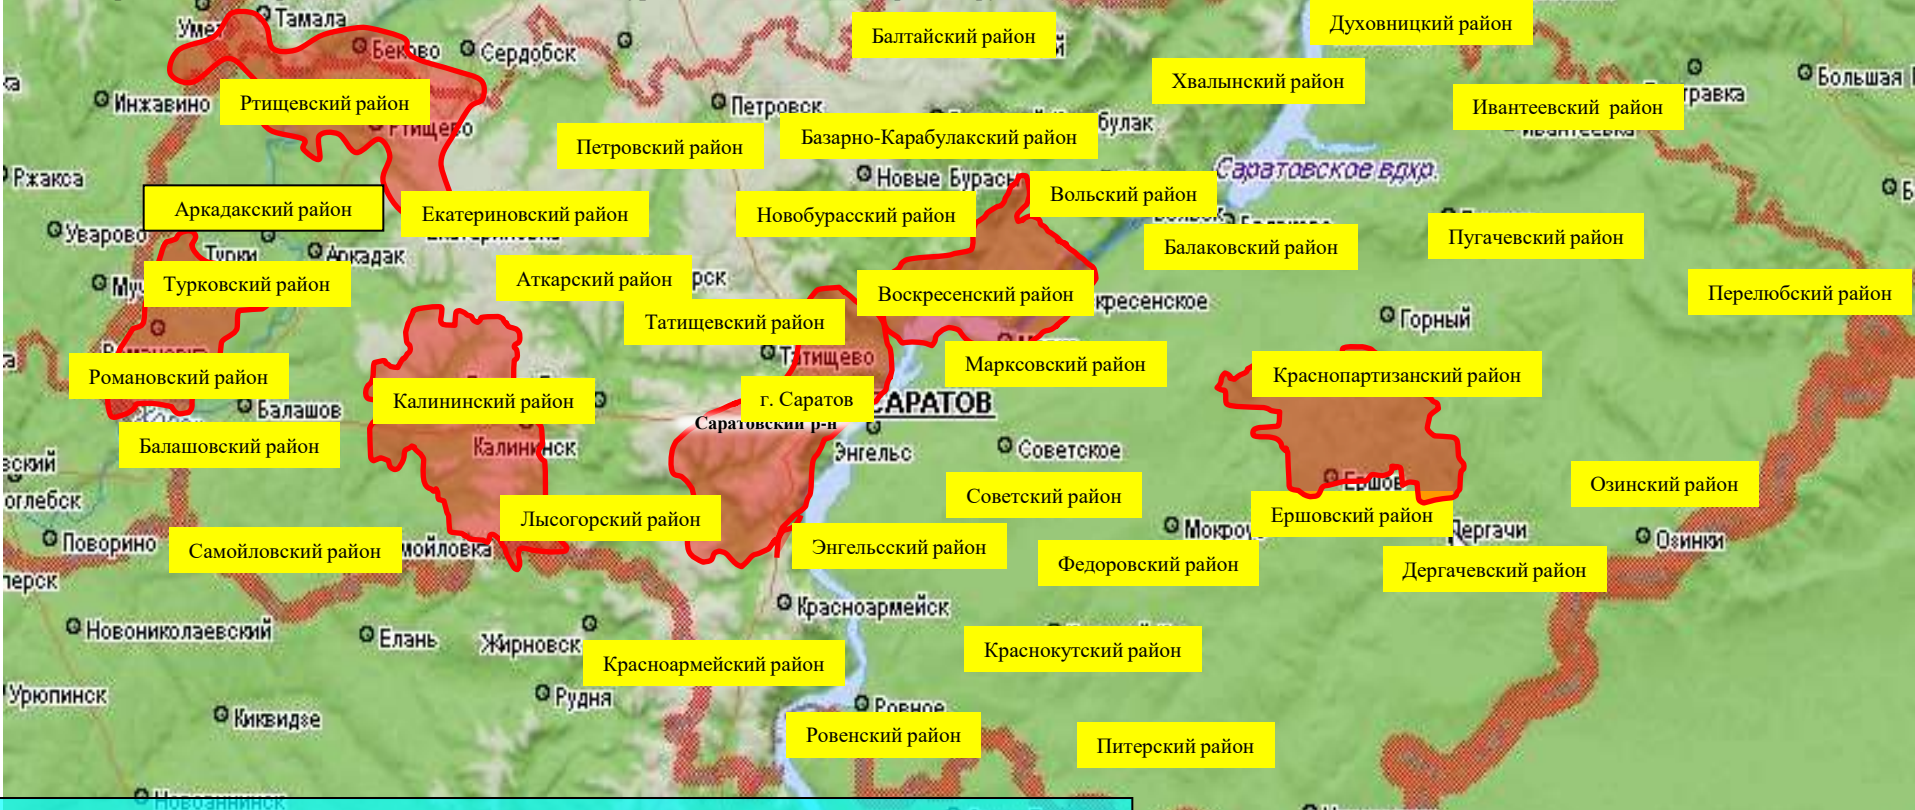 Тамала
Духовницкий район
Балтайский район
Беково
Сердобск
Хвалынский район
Большая
Инжавино
Ртищевский район
Петровск
Ивантеевский район
Ртищево
Базарно-Карабулакский район
Петровский район
Саратовское вдхр.
Ржакса
Новые Бурасы
Вольский район
Аркадакский район
Екатериновский район
Новобурасский район
Уварово
Пугачевский район
Балаковский район
Турки
Аркадак
Аткарский район
Турковский район
Воскресенский район
Перелюбский район
Татищевский район
Горный
Татищево
Марксовский район
Романовский район
Краснопартизанский район
Калининский район
г. Саратов
САРАТОВ
Балашов
Саратовский р-н
Балашовский район
Калининск
Энгельс
Советское
Советский район
Озинский район
Лысогорский район
Ершов
Ершовский район
Поворино
Самойловский район
Энгельсский район
Дергачи
Озинки
Федоровский район
Дергачевский район
Красноармейск
Новониколаевский
Елань
Жирновск
Красноармейский район
Краснокутский район
Урюпинск
Рудня
Киквидзе
Ровное
Ровенский район
Питерский район